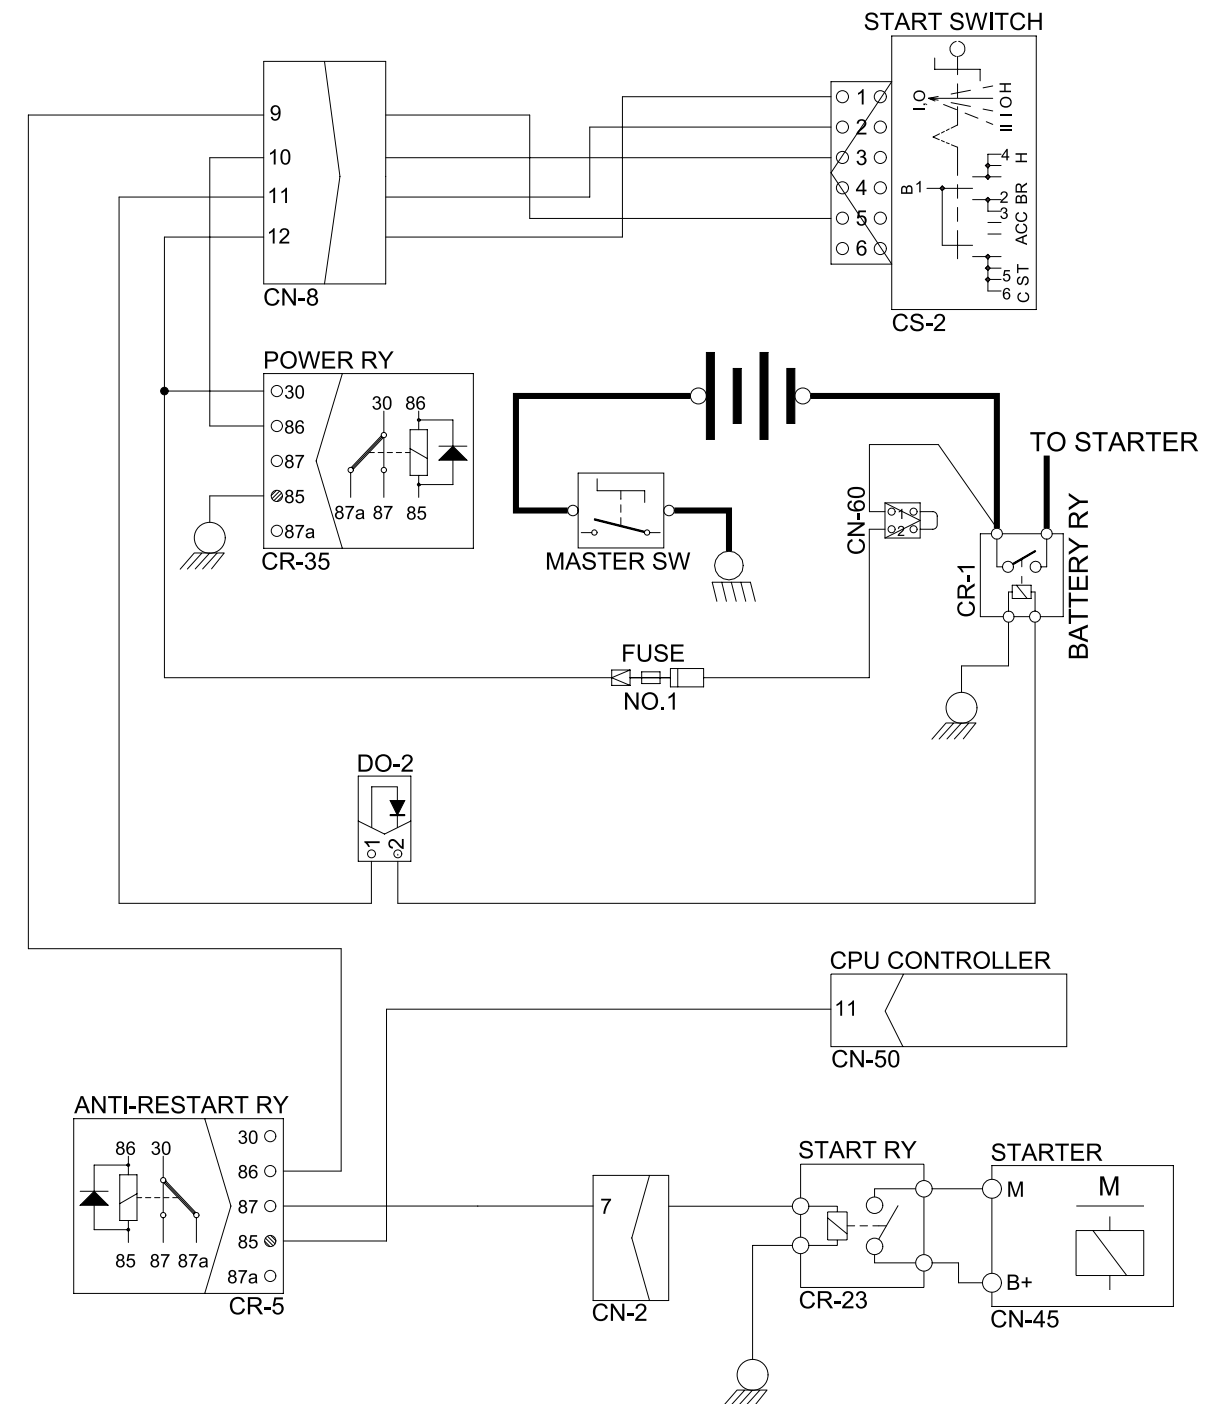 START SWITCH
9
10
11
12
CN-8
1
2
3
4
5
6
I,O
II I O H
B 1
4 H
2 BR
3 ACC
5 ST
6 C
CS-2
POWER RY
30
86
87
85
87a
30 86
87a 87 85
CR-35
MASTER SW
CN-60
1
2
TO STARTER
CR-1
BATTERY RY
FUSE
NO.1
DO-2
1 2
CPU CONTROLLER
11
CN-50
ANTI-RESTART RY
86 30
85 87 87a
30
86
87
85
87a
CR-5
7
CN-2
START RY
CR-23
STARTER
M
B+
M
CN-45